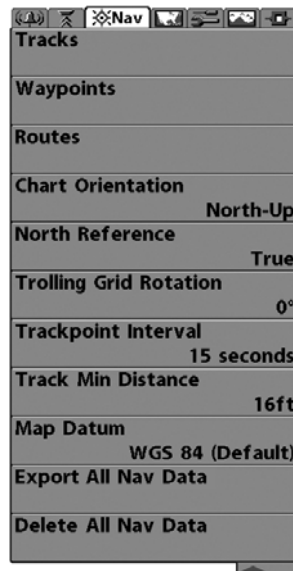 Nav
Tracks
Waypoints
Routes
Chart Orientation
North-Up
North Reference
True
Trolling Grid Rotation
0°
Trackpoint Interval
15 seconds
Track Min Distance
16ft
Map Datum
WGS 84 (Default)
Export All Nav Data
Delete All Nav Data